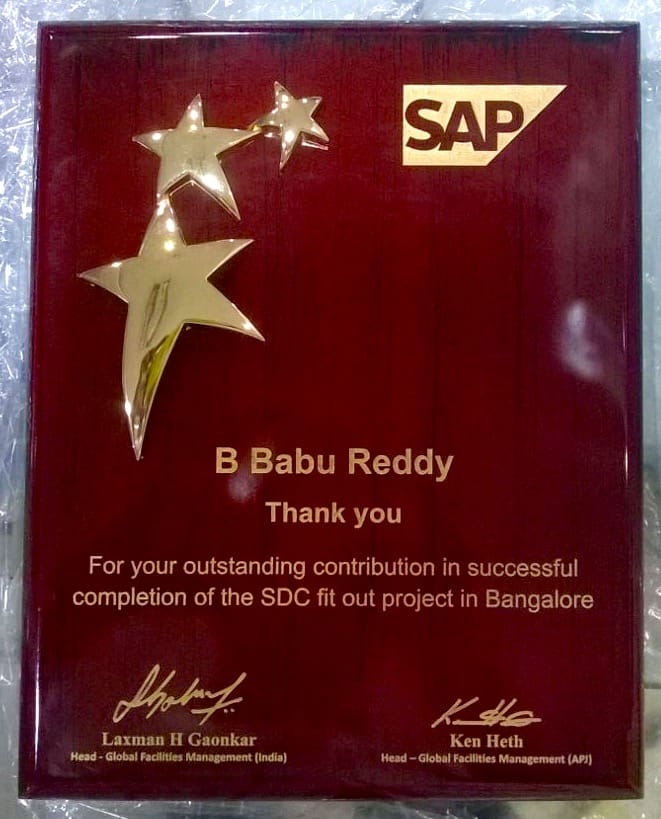 SAP
B Babu Reddy
Thank you
For your outstanding contribution in successful
completion of the SDC fit out project in Bangalore
Laxman H Gaonkar
Head - Global Facilities Management (India)
Ken Heth
Head – Global Facilities Management (APJ)